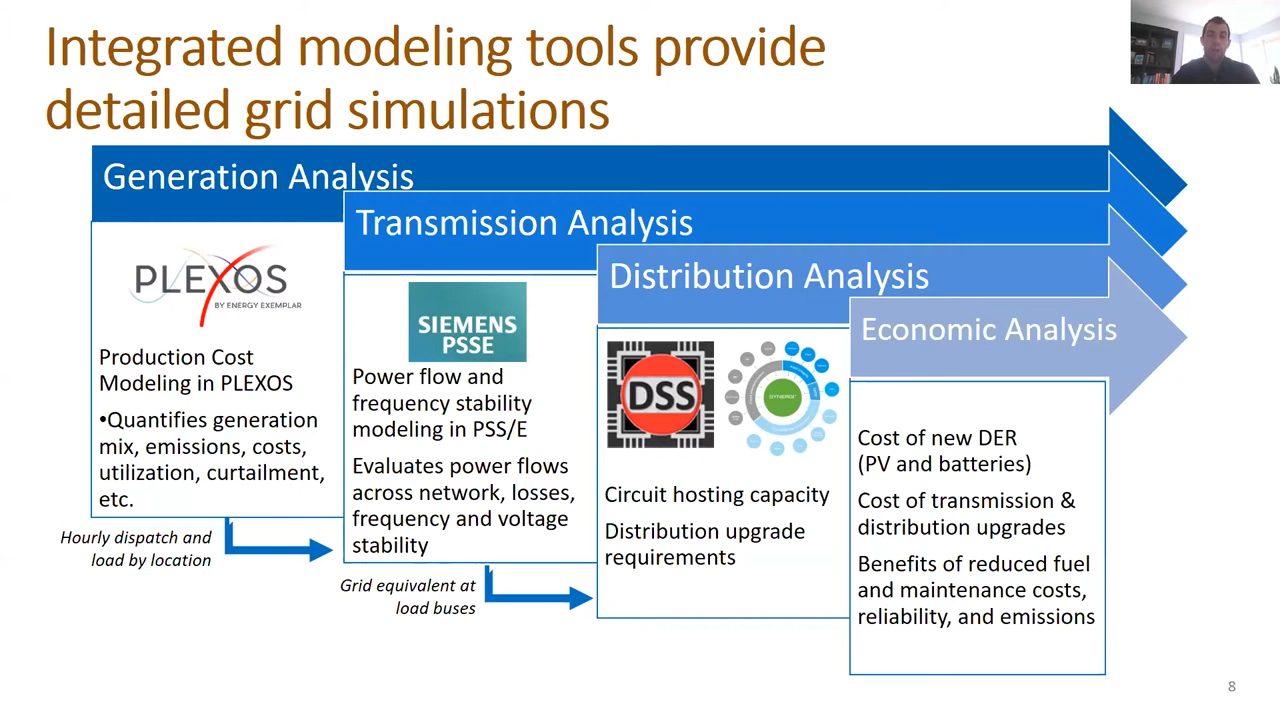 Integrated modeling tools provide
detailed grid simulations
Generation Analysis
PLEXOS
BY ENERGY EXEMPLAR
Production Cost
Modeling in PLEXOS
•Quantifies generation
mix, emissions, costs,
utilization, curtailment,
etc.
Hourly dispatch and
load by location
Transmission Analysis
SIEMENS
PSSE
Power flow and
frequency stability
modeling in PSS/E
Evaluates power flows
across network, losses,
frequency and voltage
stability
Grid equivalent at
load buses
Distribution Analysis
DSS
SYNERGI
Circuit hosting capacity
Distribution upgrade
requirements
Economic Analysis
Cost of new DER
(PV and batteries)
Cost of transmission &
distribution upgrades
Benefits of reduced fuel
and maintenance costs,
reliability, and emissions
8